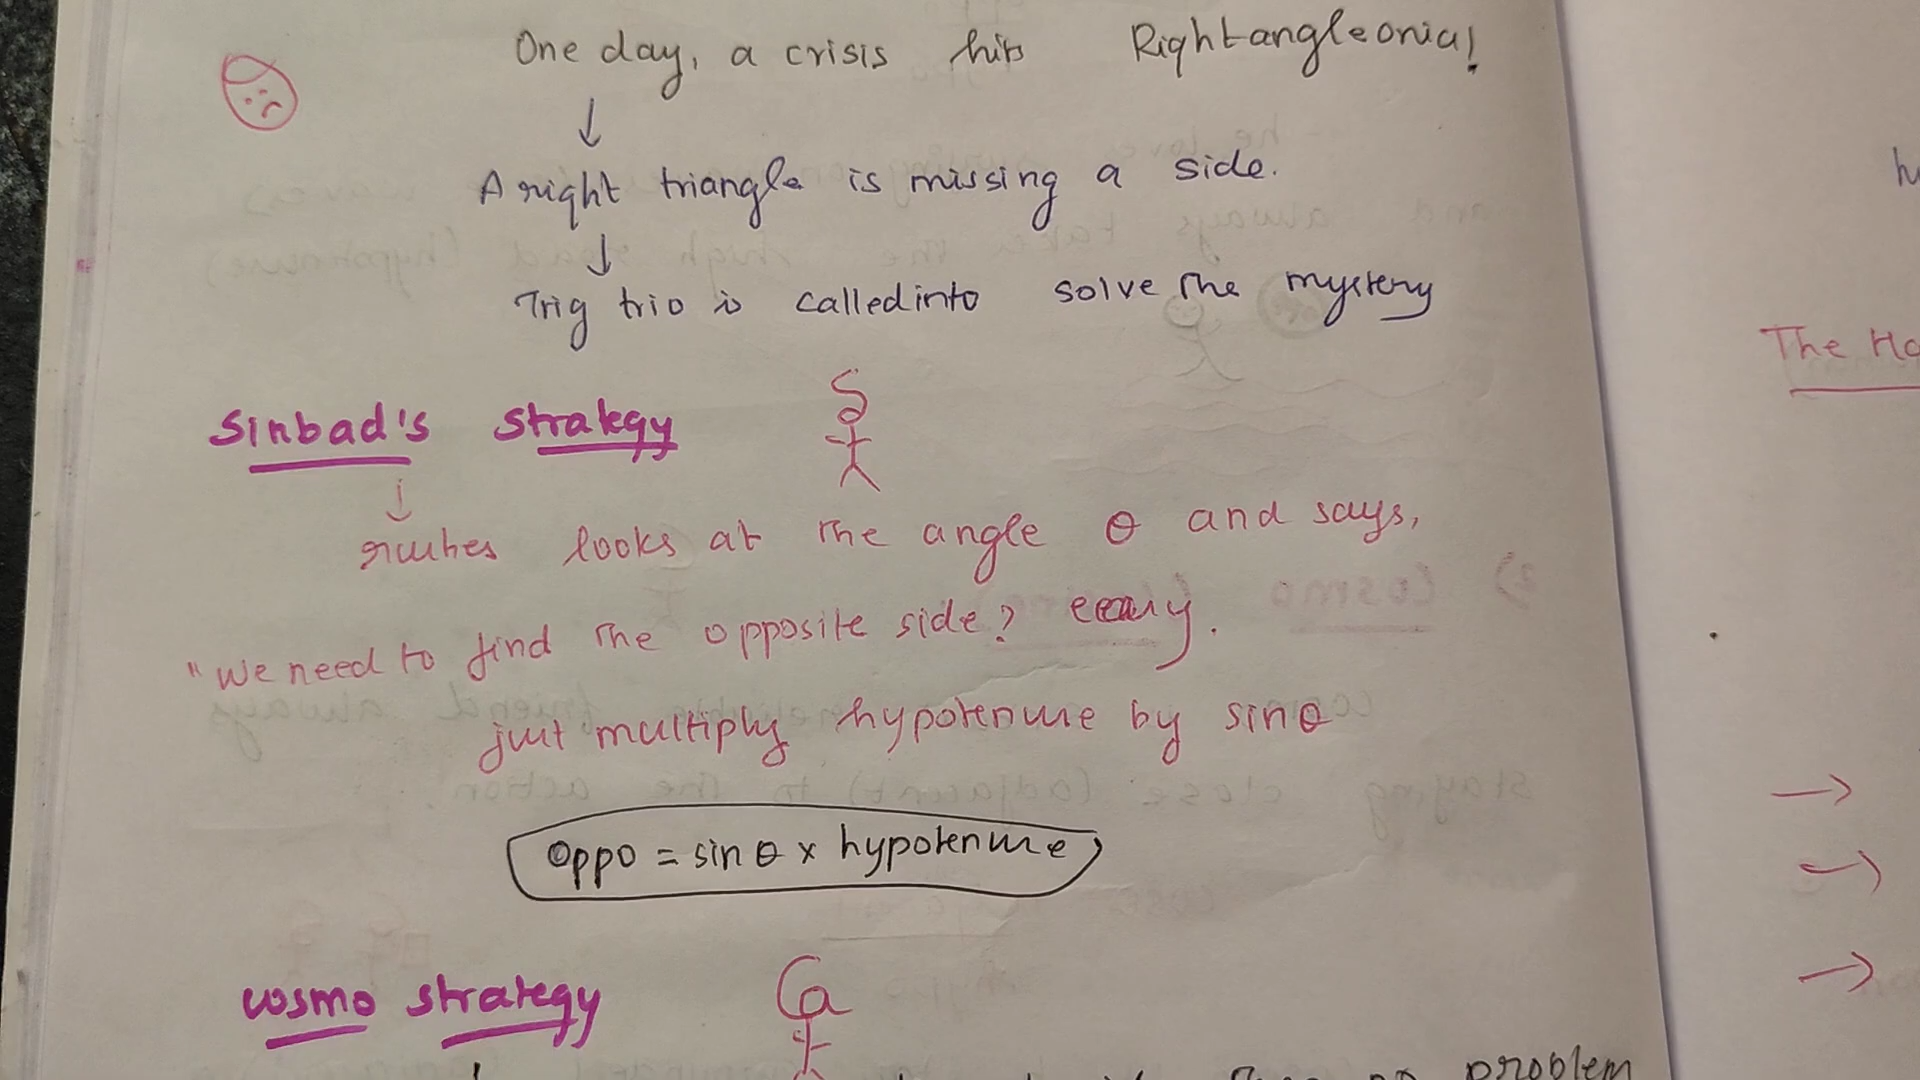 One day, a crisis hits Rightangleonia!
↓
A right triangle is missing a side.
↓
Trig trio is called into solve the mystery
Sinbad's strategy
↓
rushes looks at the angle θ and says,
"We need to find the opposite side? easy.
just multiply hypotenuse by sinθ
Oppo = sin θ x hypotenuse
cosmo strategy
problem
The Ho
→
→
→